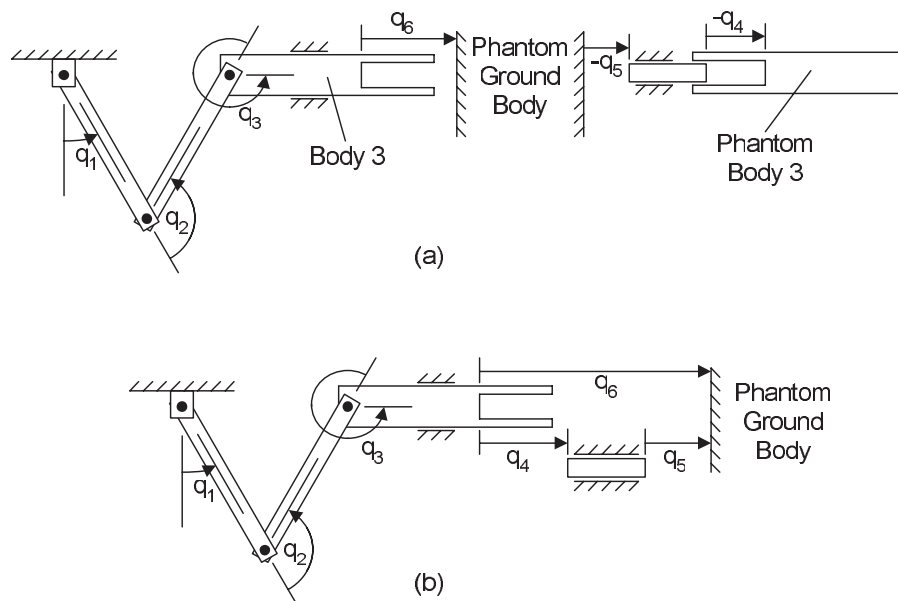 q6
-q4
Phantom
Ground
Body
-q5
q3
q1
Body 3
Phantom
Body 3
q2
(a)
q6
Phantom
Ground
Body
q3
q4
q5
q1
q2
(b)